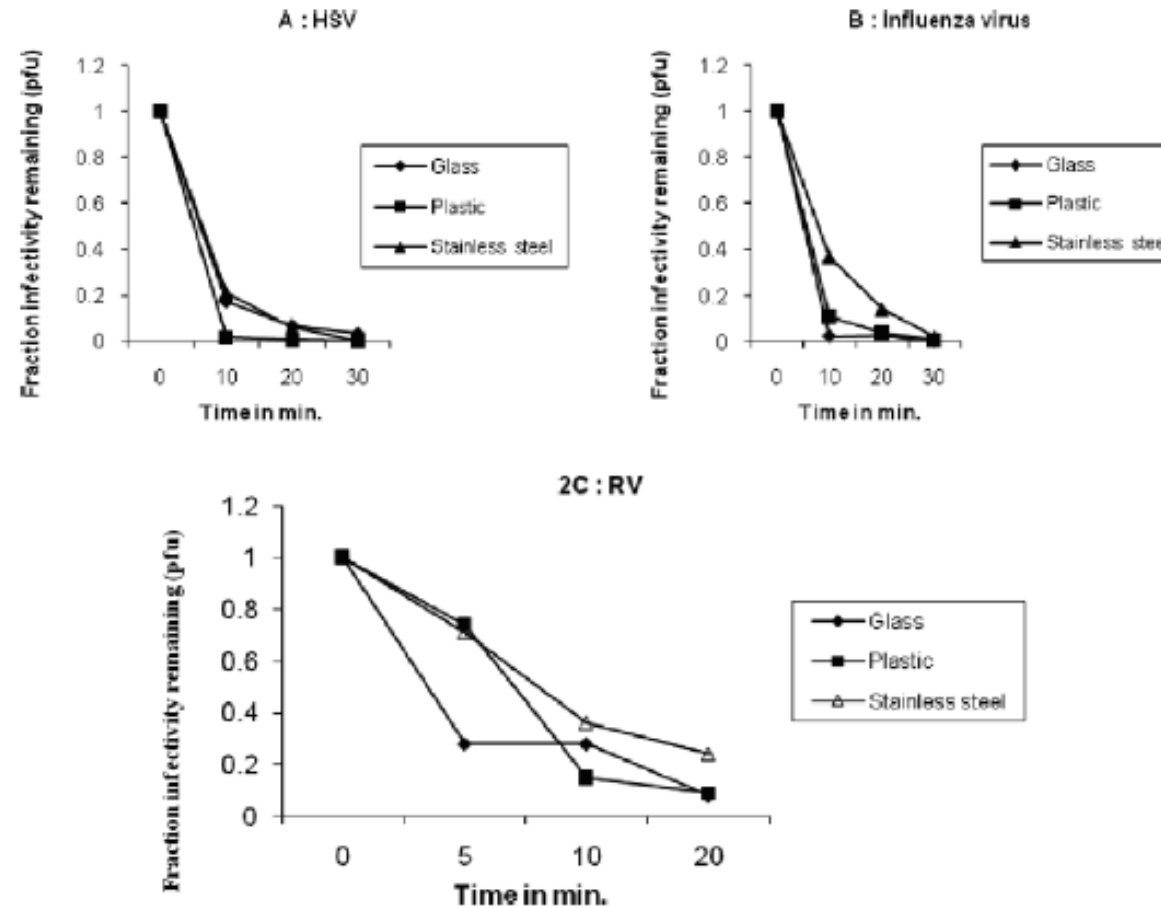 A : HSV
Fraction infectivity remaining (pfu)
1.2
1
0.8
0.6
0.4
0.2
0
0 10 20 30
Time in min.
Glass
Plastic
Stainless steel
B : Influenza virus
Fraction infectivity remaining (pfu)
1.2
1
0.8
0.6
0.4
0.2
0
0 10 20 30
Time in min.
Glass
Plastic
Stainless steel
2C : RV
Fraction infectivity remaining (pfu)
1.2
1
0.8
0.6
0.4
0.2
0
0 5 10 20
Time in min.
Glass
Plastic
Stainless steel